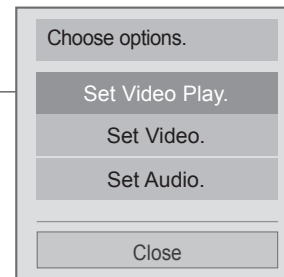 Choose options.
Set Video Play.
Set Video.
Set Audio.
Close